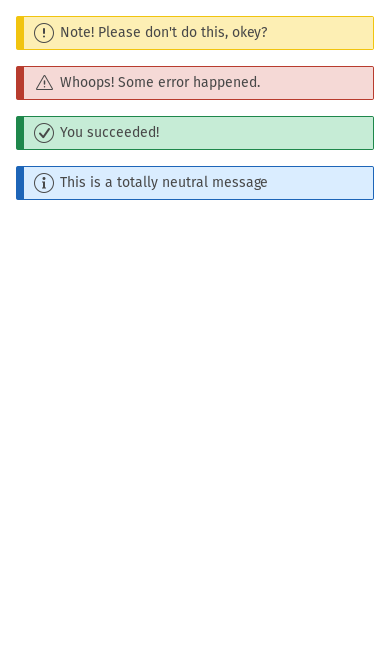 Note! Please don't do this, okey?
Whoops! Some error happened.
You succeeded!
This is a totally neutral message